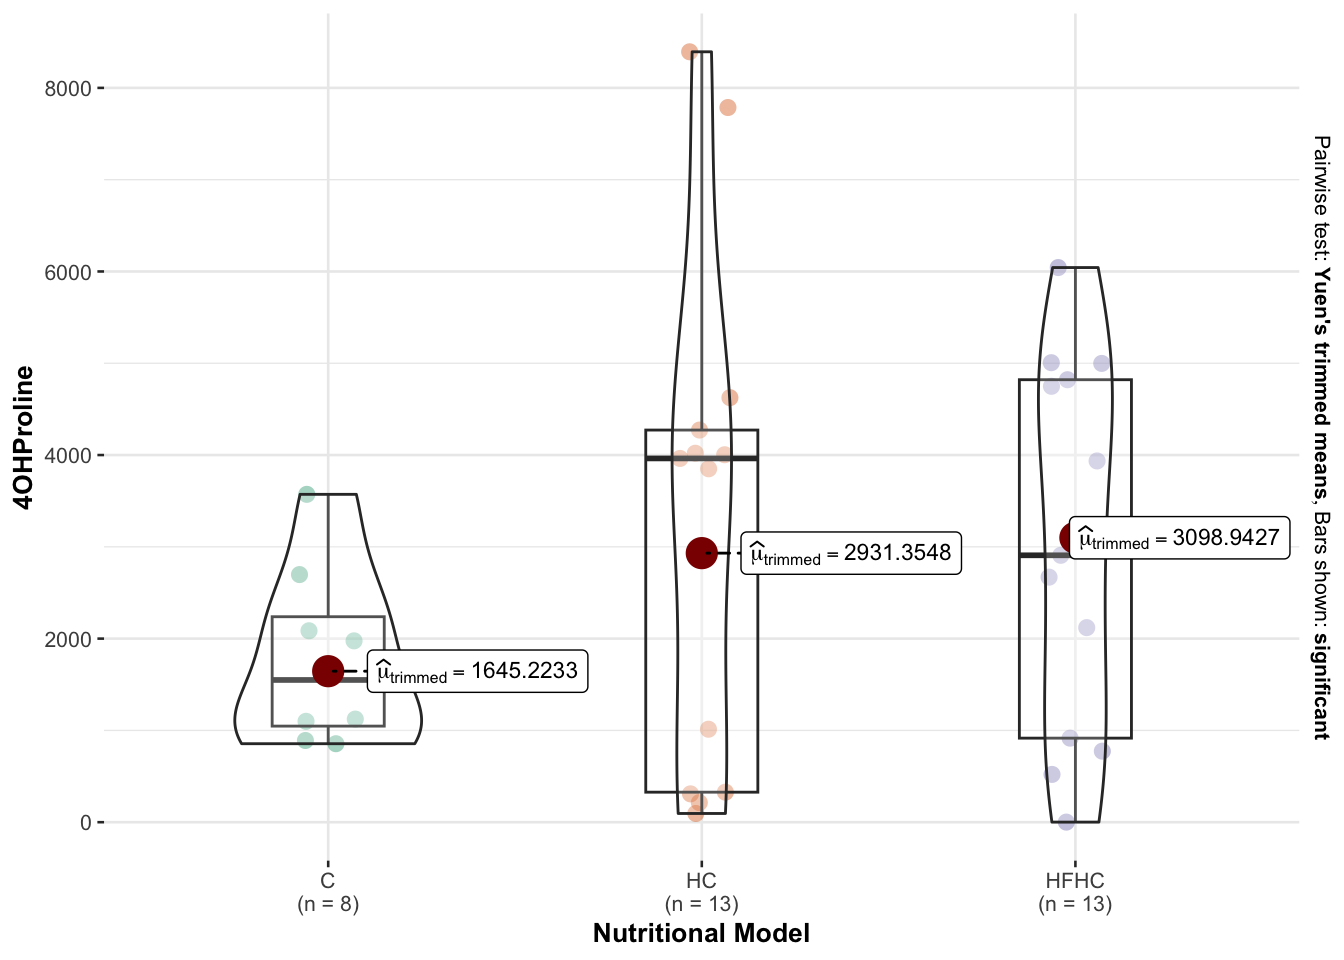 8000
6000
4000
2000
0
4OHProline
μ̂trimmed = 1645.2233
μ̂trimmed = 2931.3548
μ̂trimmed = 3098.9427
C
(n = 8)
HC
(n = 13)
HFHC
(n = 13)
Nutritional Model
Pairwise test: Yuen's trimmed means, Bars shown: significant